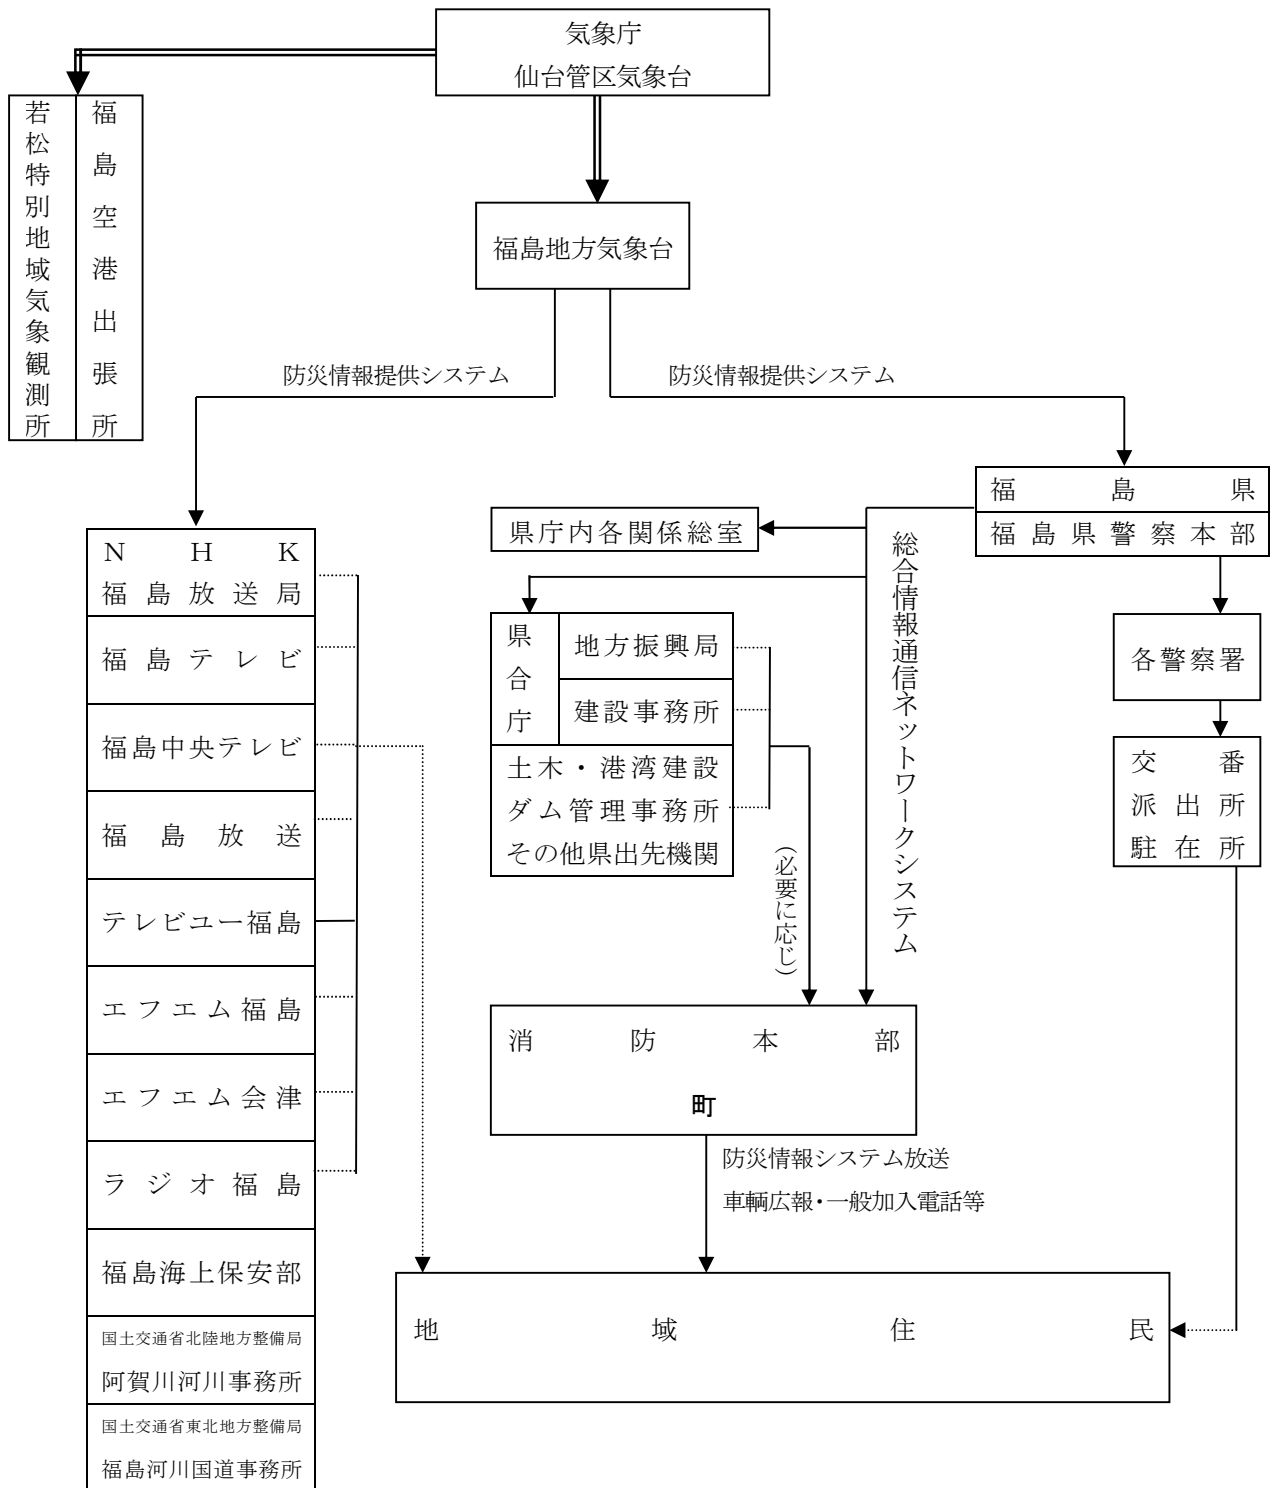 気象庁
仙台管区気象台
若松特別地域気象観測所
福島空港出張所
福島地方気象台
防災情報提供システム
防災情報提供システム
福島県
福島県警察本部
県庁内各関係総室
総合情報通信ネットワークシステム
NHK
福島放送局
福島テレビ
福島中央テレビ
福島放送
テレビユー福島
エフエム福島
エフエム会津
ラジオ福島
福島海上保安部
国土交通省北陸地方整備局
阿賀川河川事務所
国土交通省東北地方整備局
福島河川国道事務所
県合庁
地方振興局
建設事務所
土木・港湾建設
ダム管理事務所
その他県出先機関
(必要に応じ)
各警察署
交番
派出所
駐在所
消防本部
町
防災情報システム放送
車輌広報・一般加入電話等
地域住民